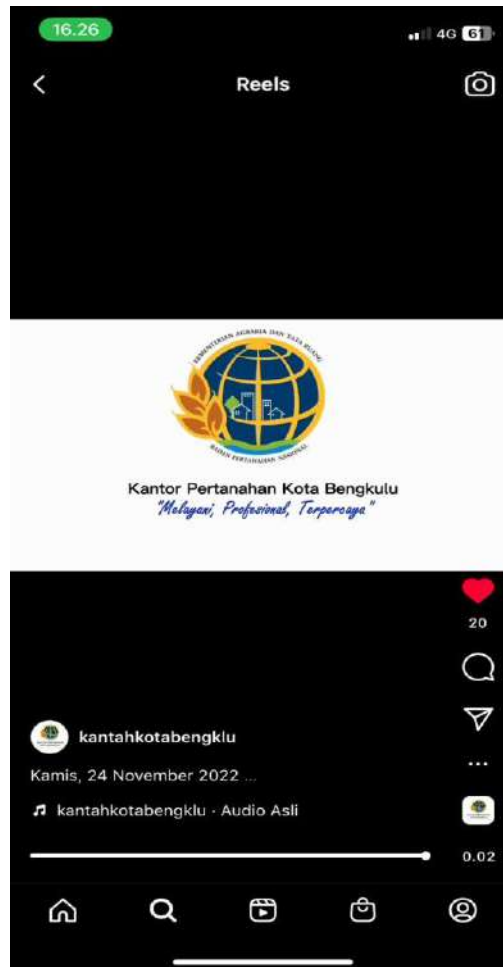 16.26
4G 61
Reels
KEMENTERIAN AGRARIA DAN TATA RUANG
BADAN PERTANAHAN NASIONAL
Kantor Pertanahan Kota Bengkulu
"Melayani, Profesional, Terpercaya"
20
kantahkotabengklu
Kamis, 24 November 2022 ...
kantahkotabengklu · Audio Asli
0.02